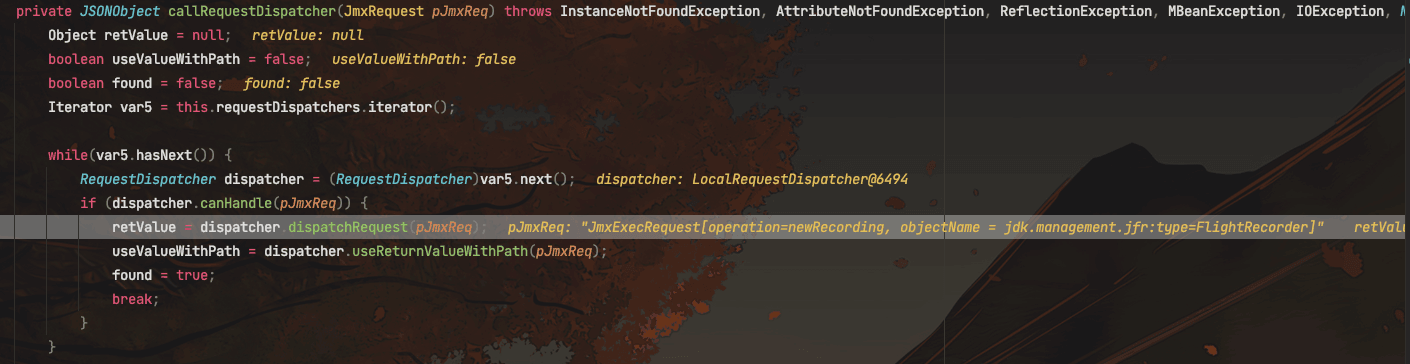 private JSONObject callRequestDispatcher(JmxRequest pJmxReq) throws InstanceNotFoundException, AttributeNotFoundException, ReflectionException, MBeanException, IOException,
Object retValue = null;   retValue: null
boolean useValueWithPath = false;   useValueWithPath: false
boolean found = false;   found: false
Iterator var5 = this.requestDispatchers.iterator();
while(var5.hasNext()) {
RequestDispatcher dispatcher = (RequestDispatcher)var5.next();   dispatcher: LocalRequestDispatcher@6494
if (dispatcher.canHandle(pJmxReq)) {
retValue = dispatcher.dispatchRequest(pJmxReq);   pJmxReq: "JmxExecRequest[operation=newRecording, objectName = jdk.management.jfr:type=FlightRecorder]"
useValueWithPath = dispatcher.useReturnValueWithPath(pJmxReq);
found = true;
break;
}
}